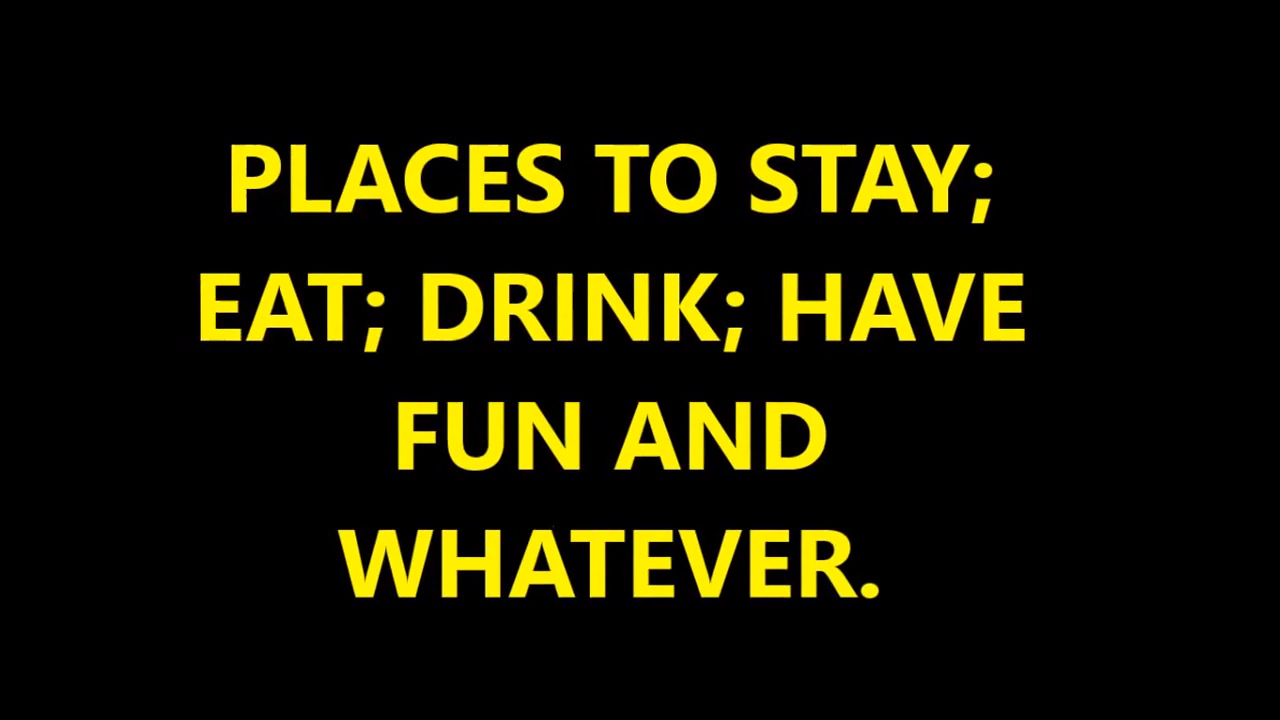 PLACES TO STAY;
EAT; DRINK; HAVE
FUN AND
WHATEVER.